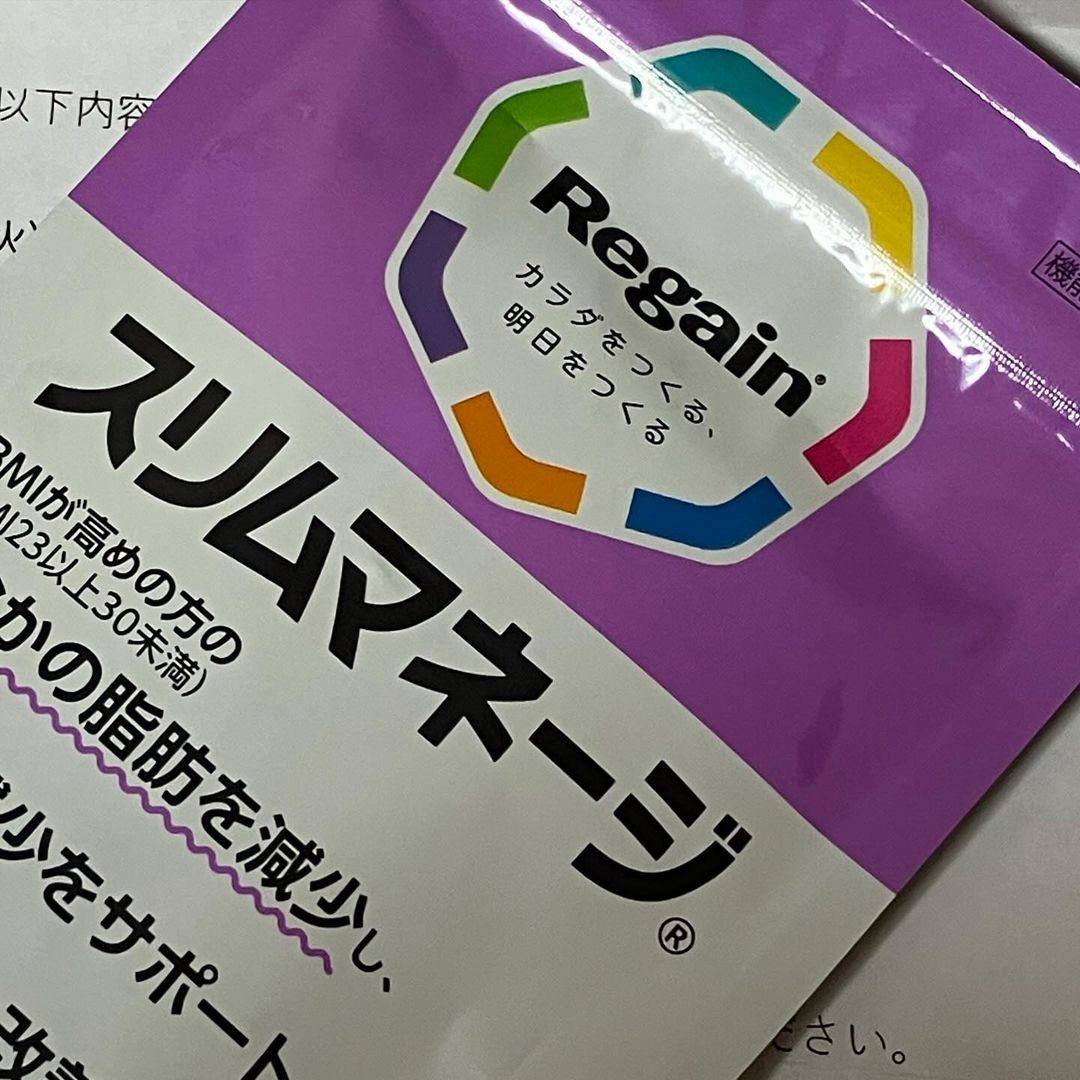 以下内容
Regain®
カラダをつくる、
明日をつくる
スリムマネージ®
BMIが高めの方の
23以上30未満)
かの脂肪を減少し、
少をサポート
改善
ださい。